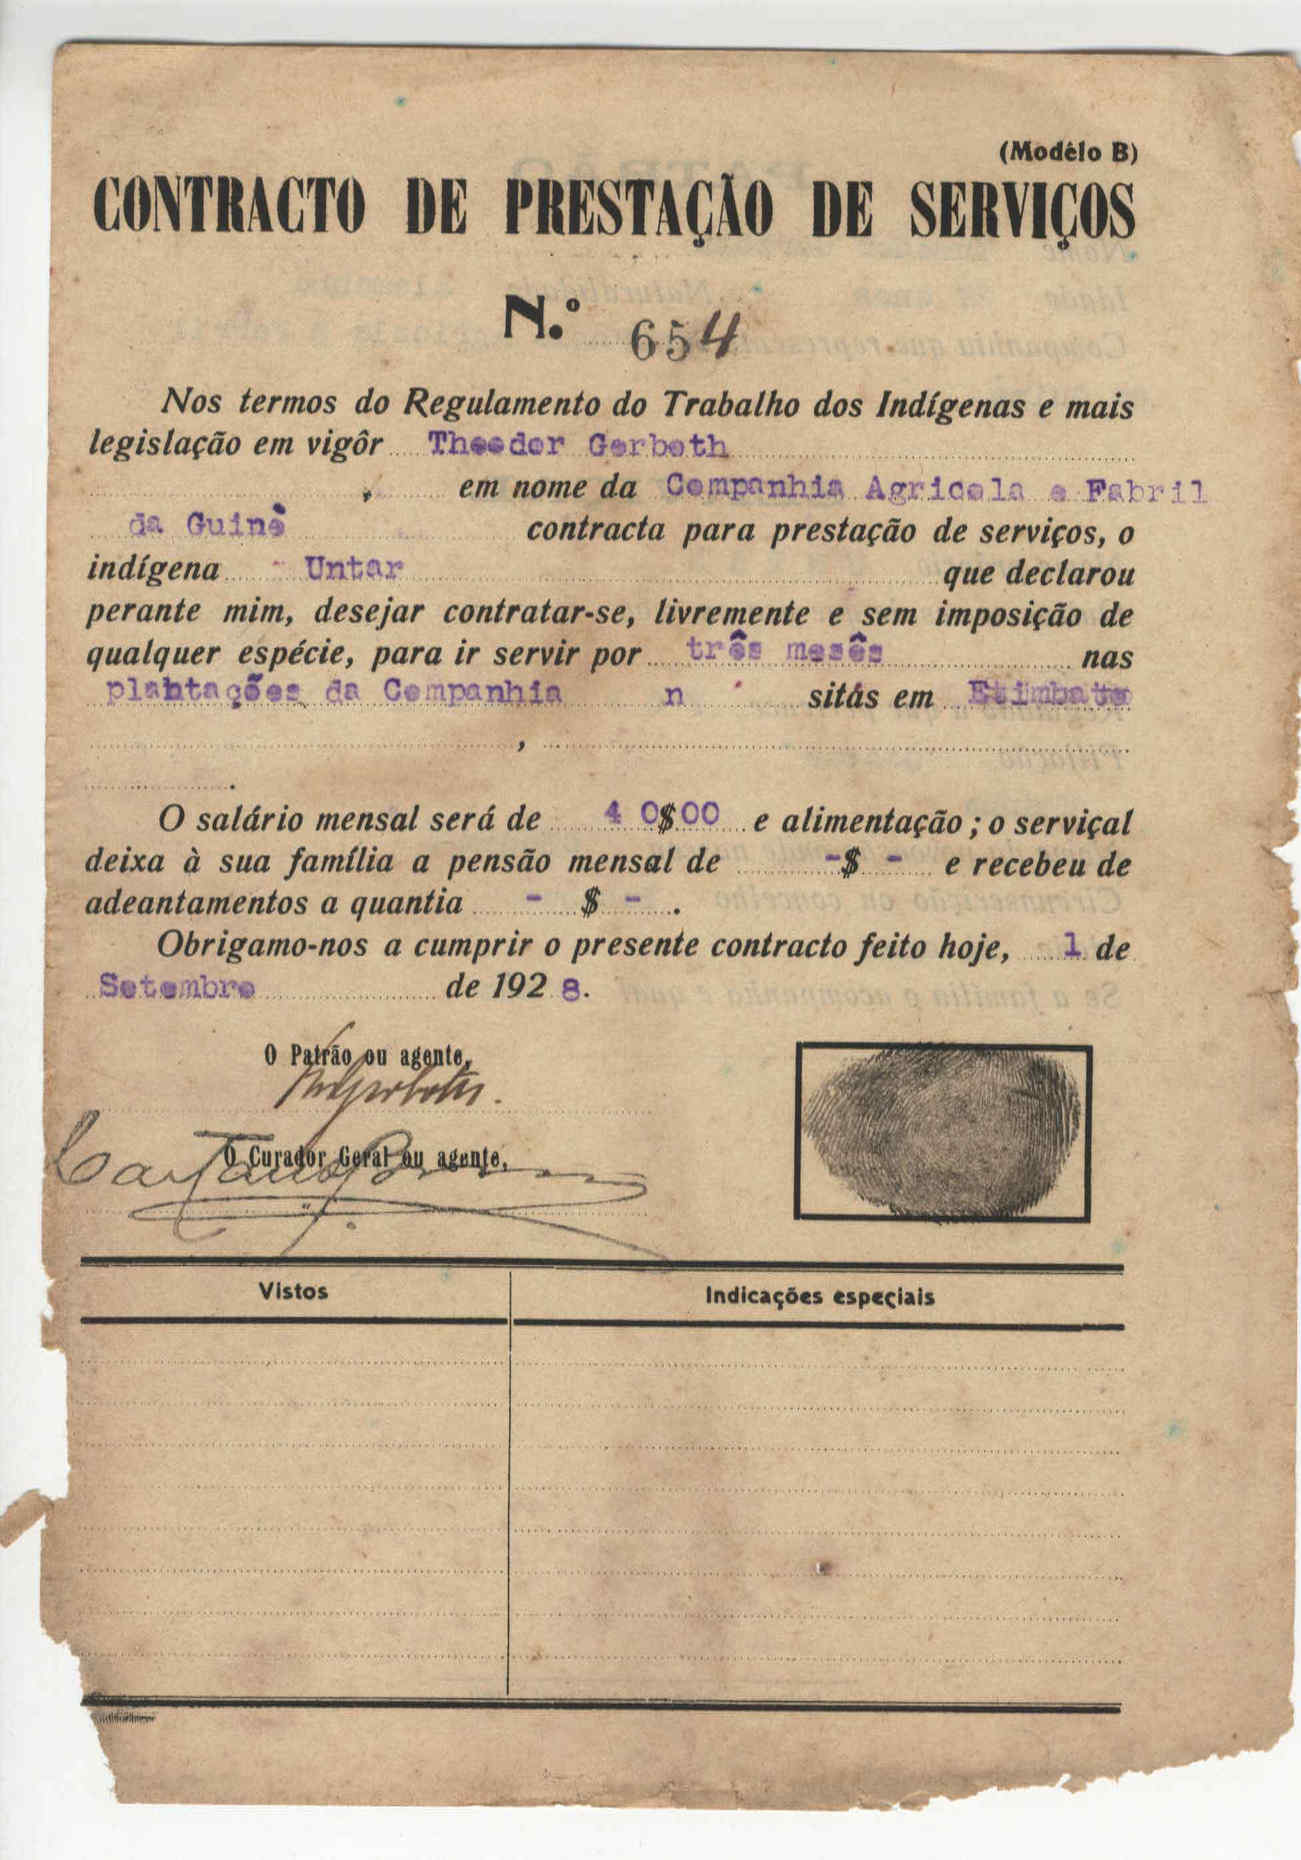 (Modêlo B)
CONTRACTO DE PRESTAÇÃO DE SERVIÇOS
N.º 654
Nos termos do Regulamento do Trabalho dos Indígenas e mais
legislação em vigôr Theodor Gerboth
, em nome da Companhia Agricola e Fabril
da Guinè contracta para prestação de serviços, o
indígena Untar que declarou
perante mim, desejar contratar-se, livremente e sem imposição de
qualquer espécie, para ir servir por três mesês nas
plantações da Companhia n sitás em Etimbato
,
.
O salário mensal será de 40$00 e alimentação; o serviçal
deixa à sua família a pensão mensal de -$- e recebeu de
adeantamentos a quantia -$-.
Obrigamo-nos a cumprir o presente contracto feito hoje, 1 de
Setembro de 1928.
O Patrão ou agente,
O Curador Geral ou agente,
Vistos
Indicações especiais